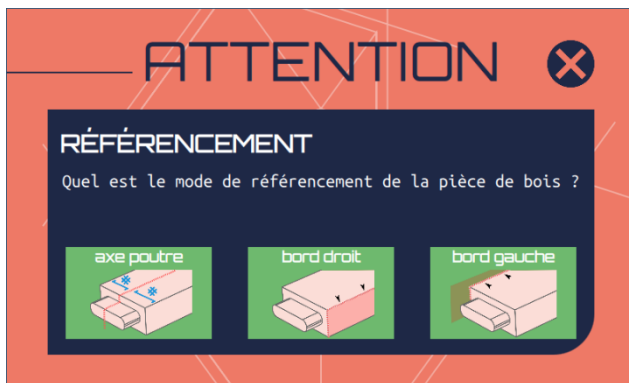 ATTENTION
RÉFÉRENCEMENT
Quel est le mode de référencement de la pièce de bois ?
axe poutre
bord droit
bord gauche